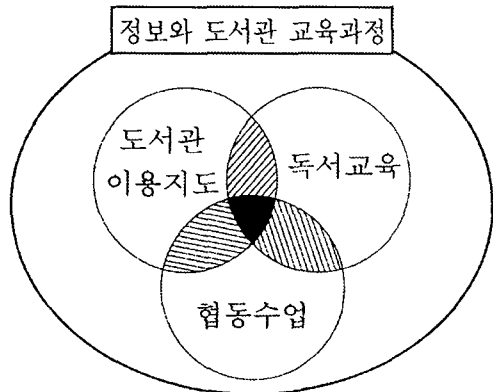 정보와 도서관 교육과정
도서관
이용지도
독서교육
협동수업